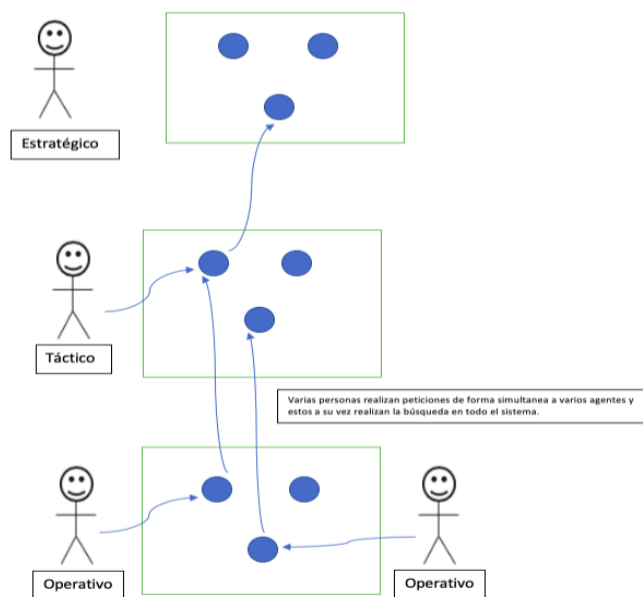 Estratégico
Táctico
Varias personas realizan peticiones de forma simultanea a varios agentes y
estos a su vez realizan la búsqueda en todo el sistema.
Operativo
Operativo